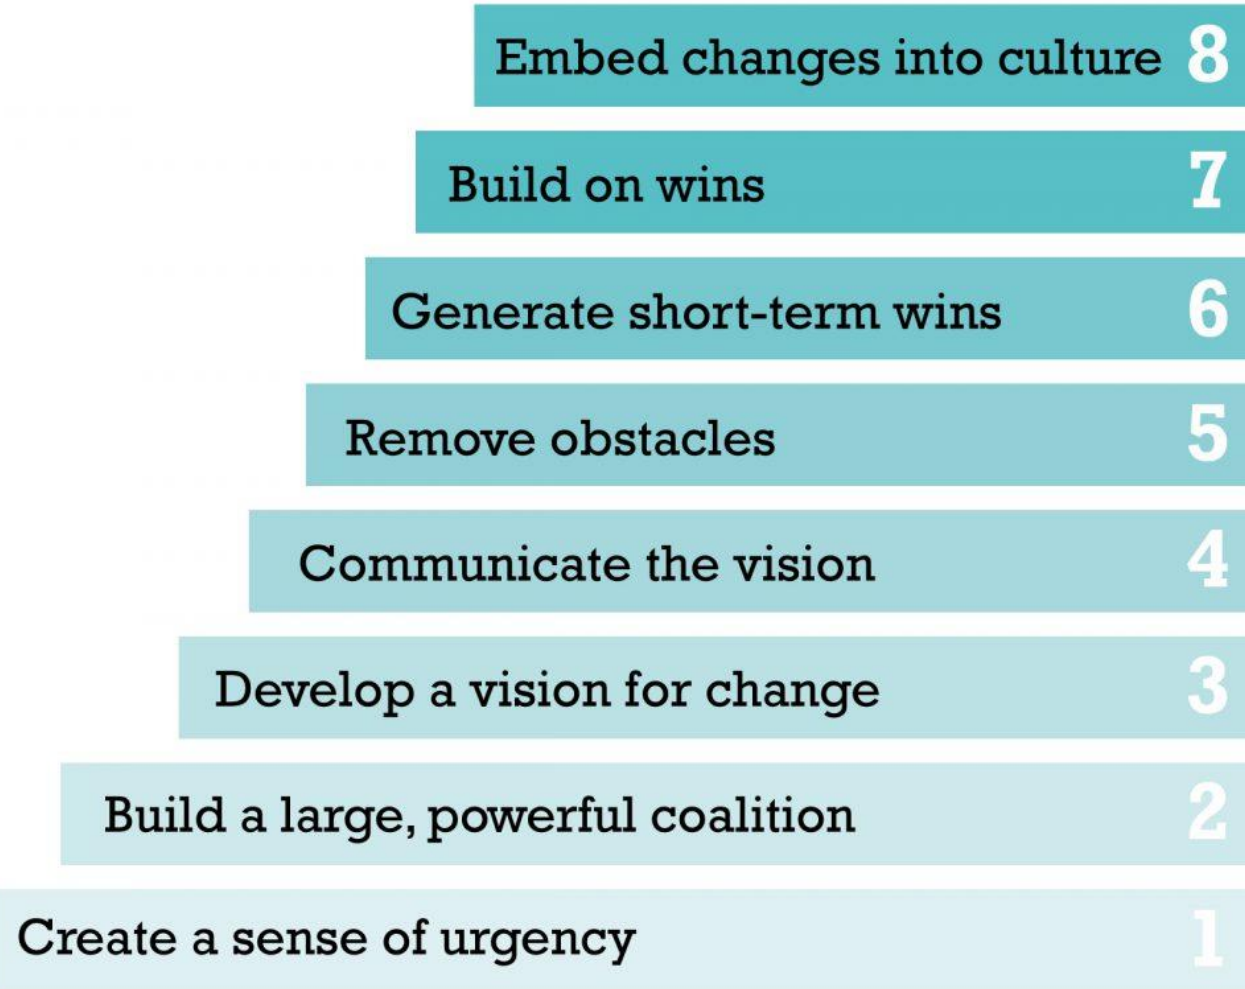 Embed changes into culture 8
Build on wins 7
Generate short-term wins 6
Remove obstacles 5
Communicate the vision 4
Develop a vision for change 3
Build a large, powerful coalition 2
Create a sense of urgency 1